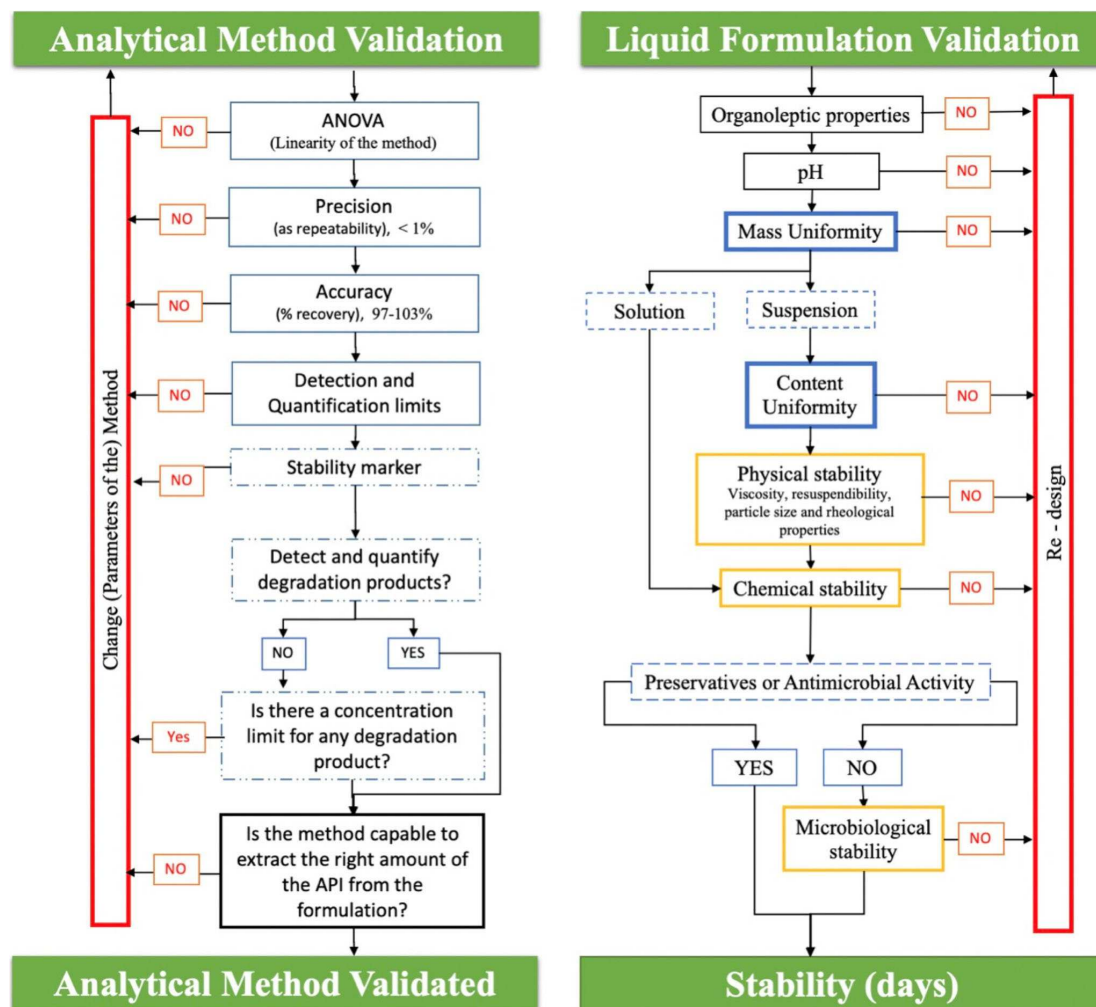 Analytical Method Validation
NO
ANOVA
(Linearity of the method)
NO
Precision
(as repeatability), < 1%
NO
Accuracy
(% recovery), 97-103%
NO
Detection and
Quantification limits
NO
Stability marker
Detect and quantify
degradation products?
NO
YES
Yes
Is there a concentration
limit for any degradation
product?
NO
Is the method capable to
extract the right amount of
the API from the
formulation?
Change (Parameters of the) Method
Analytical Method Validated
Liquid Formulation Validation
Organoleptic properties
NO
pH
NO
Mass Uniformity
NO
Solution
Suspension
Content
Uniformity
NO
Physical stability
Viscosity, resuspendibility,
particle size and rheological
properties
NO
Chemical stability
NO
Preservatives or Antimicrobial Activity
YES
NO
Microbiological
stability
NO
Re - design
Stability (days)